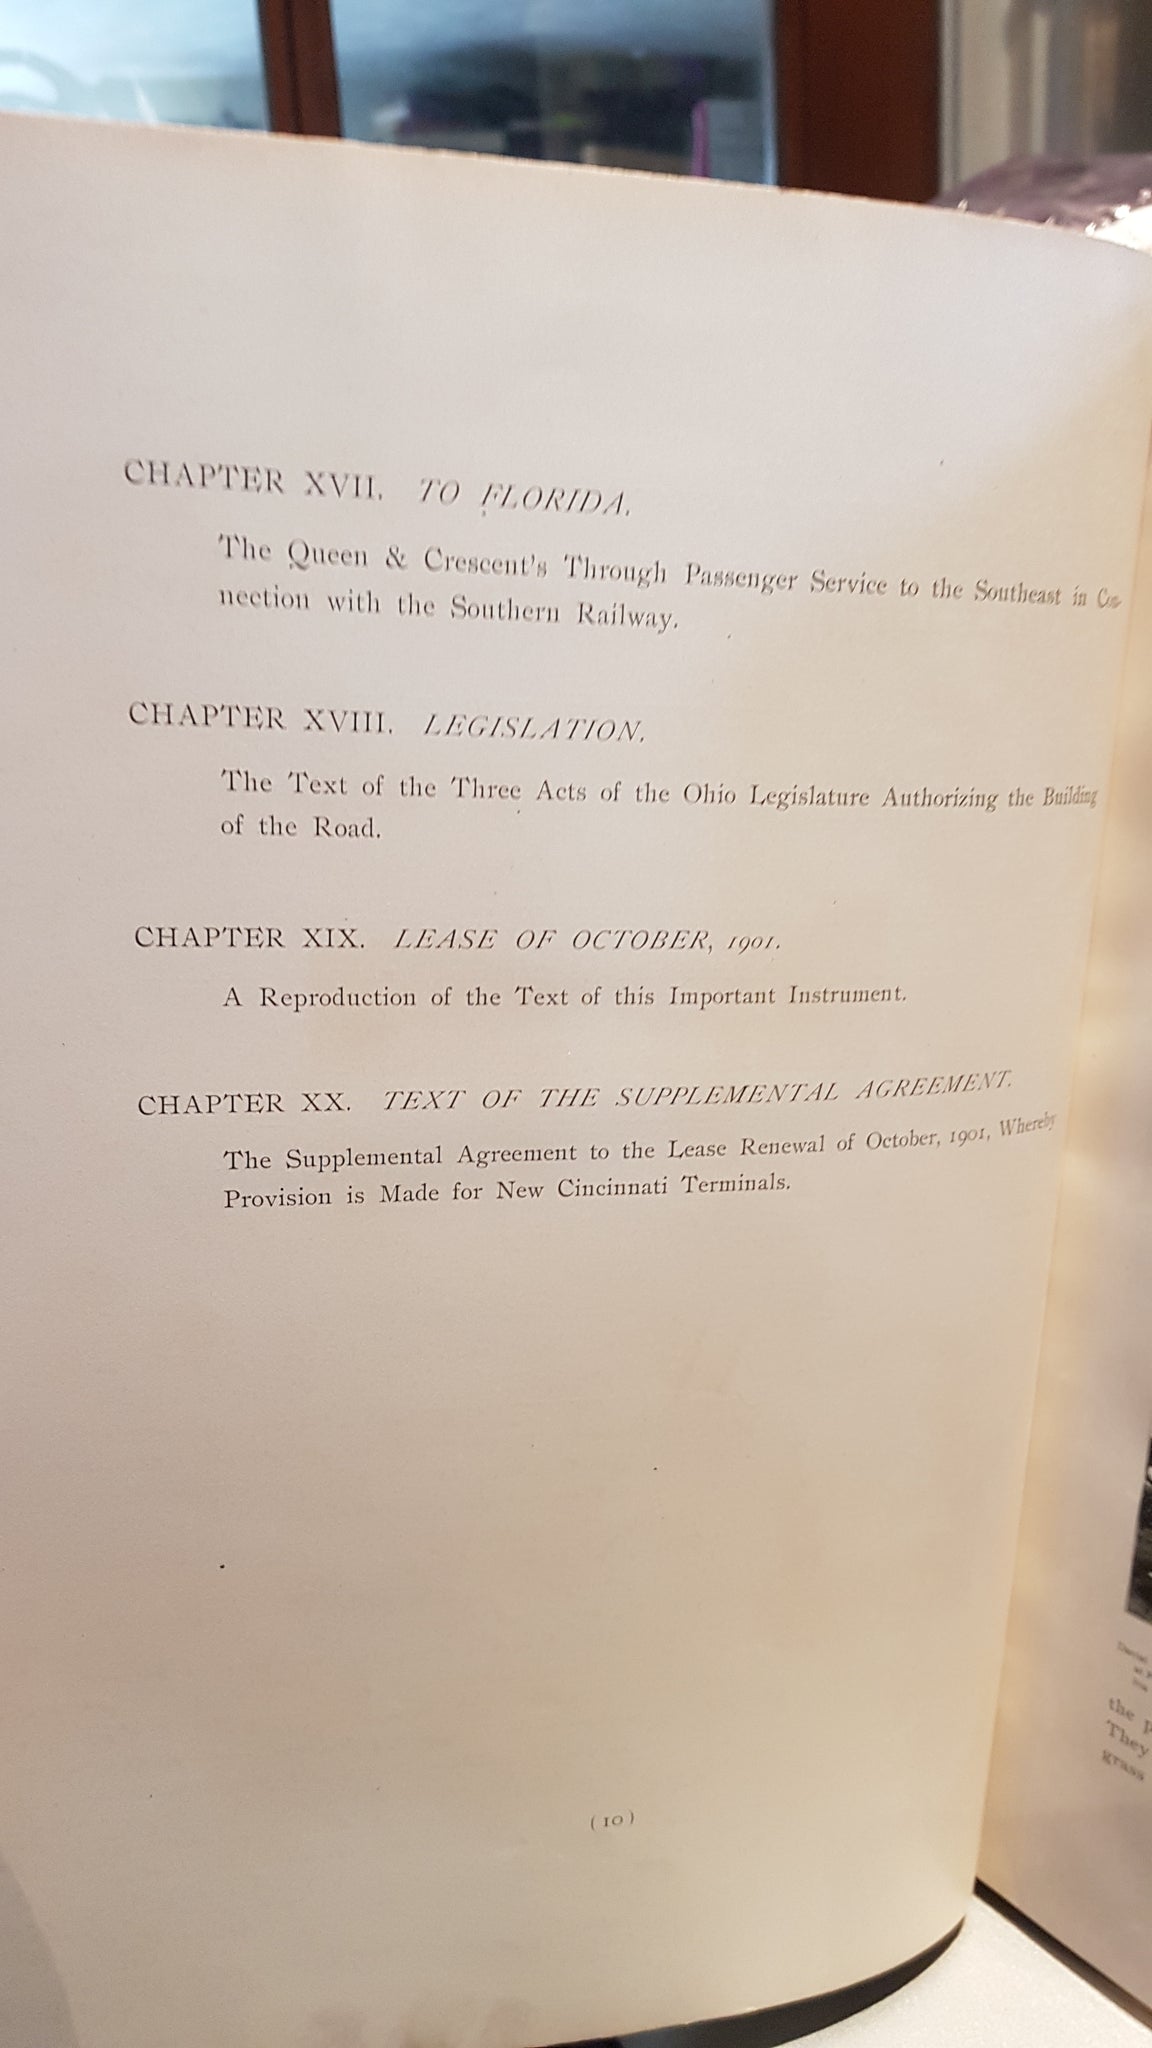 CHAPTER XVII. TO FLORIDA.
The Queen & Crescent's Through Passenger Service to the Southeast in Con-
nection with the Southern Railway.
CHAPTER XVIII. LEGISLATION.
The Text of the Three Acts of the Ohio Legislature Authorizing the Building
of the Road.
CHAPTER XIX. LEASE OF OCTOBER, 1901.
A Reproduction of the Text of this Important Instrument.
CHAPTER XX. TEXT OF THE SUPPLEMENTAL AGREEMENT.
The Supplemental Agreement to the Lease Renewal of October, 1901, Whereby
Provision is Made for New Cincinnati Terminals.
(10)
the
They
grass